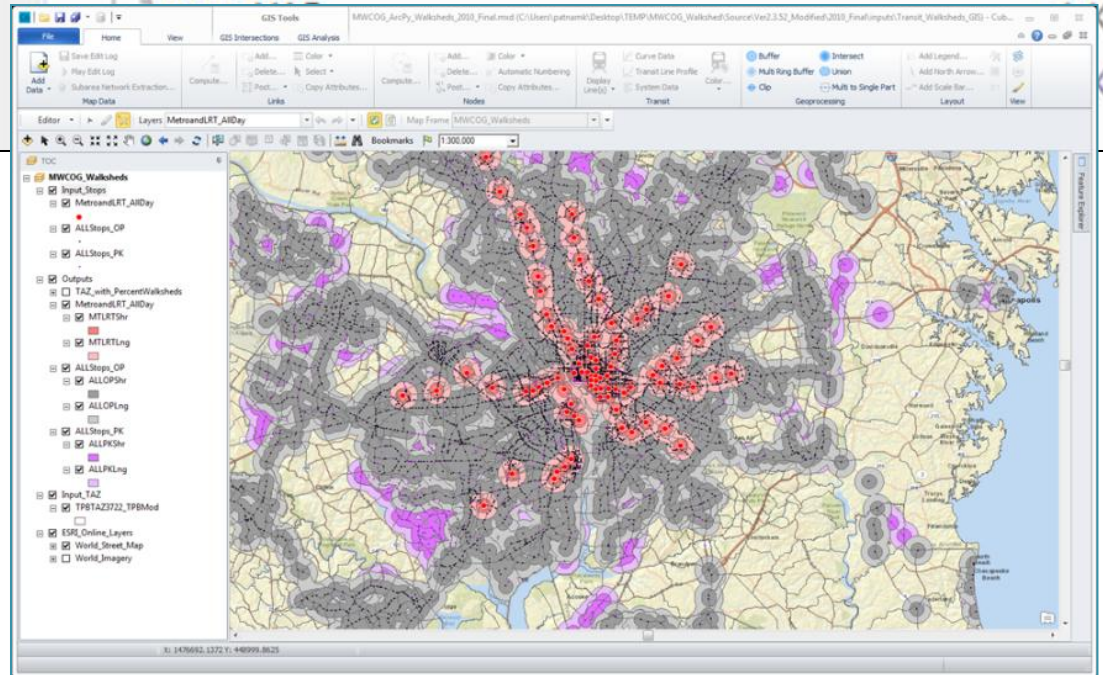 GIS Tools
MWCOG_ArcPy_Walksheds_2010_Final.mxd (C:\Users\patnamk\Desktop\TEMP\MWCOG_Walkshed\Source\Ver2.3.52_Modified\2010_Final\inputs\Transit_Walksheds_GIS) - Cub...
File Home View GIS Intersections GIS Analysis
Add Data
Save Edit Log
Play Edit Log
Subarea Network Extraction...
Map Data
Compute...
Add...
Delete...
Post...
Color
Select
Copy Attributes...
Links
Compute...
Add...
Delete...
Post...
Color
Automatic Numbering
Copy Attributes...
Nodes
Display Line(s)
Curve Data
Transit Line Profile
System Data
Color...
Transit
Buffer
Multi Ring Buffer
Clip
Intersect
Union
Multi to Single Part
Geoprocessing
Add Legend...
Add North Arrow...
Add Scale Bar...
Layout
View
Editor Layers MetroandLRT_AllDay Map Frame MWCOG_Walksheds
Bookmarks 1:300,000
TOC
MWCOG_Walksheds
Input_Stops
MetroandLRT_AllDay
ALLStops_OP
ALLStops_PK
Outputs
TAZ_with_PercentWalksheds
MetroandLRT_AllDay
MTLRTShr
MTLRTLng
ALLStops_OP
ALLOPShr
ALLOPLng
ALLStops_PK
ALLPKShr
ALLPKLng
Input_TAZ
TPBTAZ3722_TPBMod
ESRI_Online_Layers
World_Street_Map
World_Imagery
Feature Explorer
Chesapeake Beach
X: 1476692.1372 Y: 448999.8625